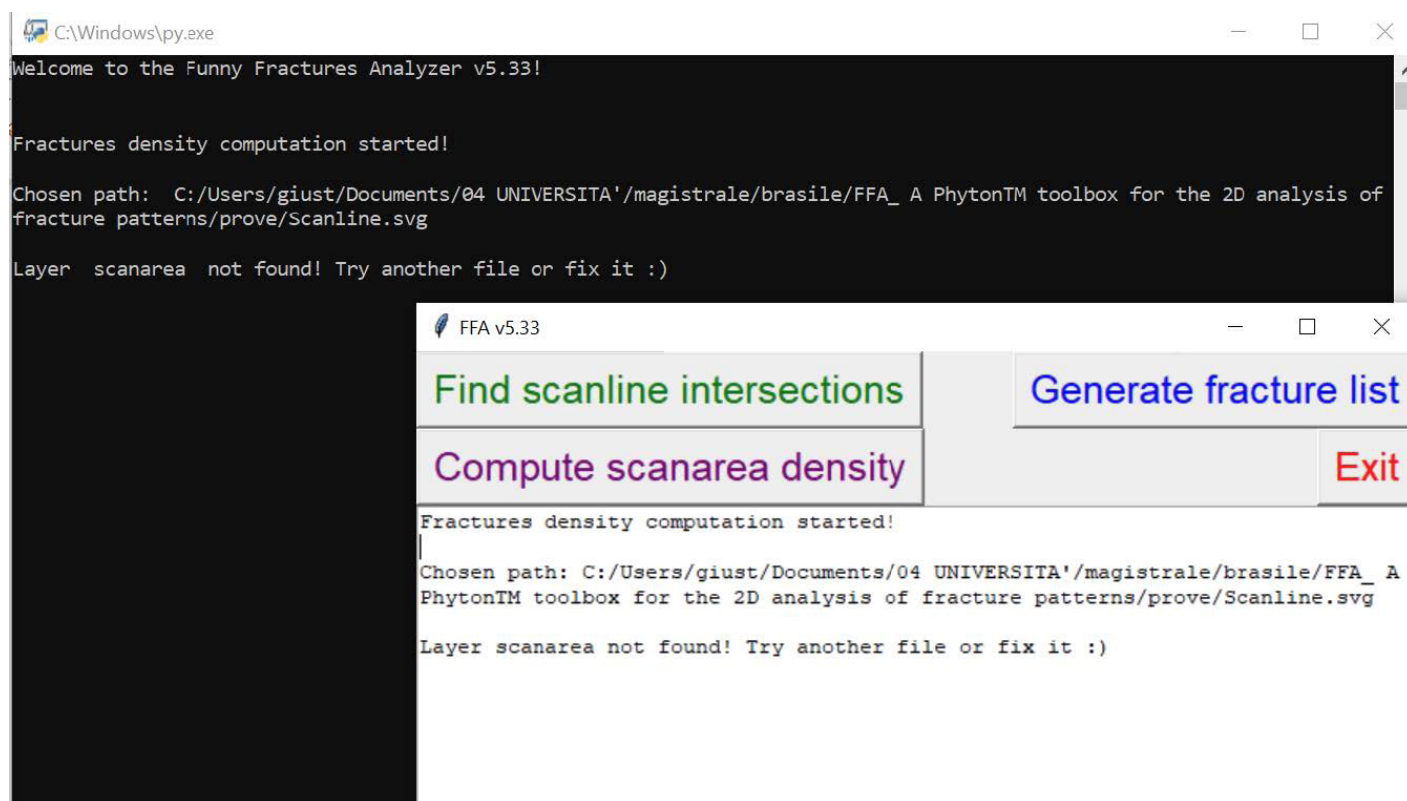 C:\Windows\py.exe
Welcome to the Funny Fractures Analyzer v5.33!
Fractures density computation started!
Chosen path:  C:/Users/giust/Documents/04 UNIVERSITA'/magistrale/brasile/FFA_ A PhytonTM toolbox for the 2D analysis of
fracture patterns/prove/Scanline.svg
Layer  scanarea  not found! Try another file or fix it :)
FFA v5.33
Find scanline intersections
Generate fracture list
Compute scanarea density
Exit
Fractures density computation started!
Chosen path: C:/Users/giust/Documents/04 UNIVERSITA'/magistrale/brasile/FFA_ A
PhytonTM toolbox for the 2D analysis of fracture patterns/prove/Scanline.svg
Layer scanarea not found! Try another file or fix it :)